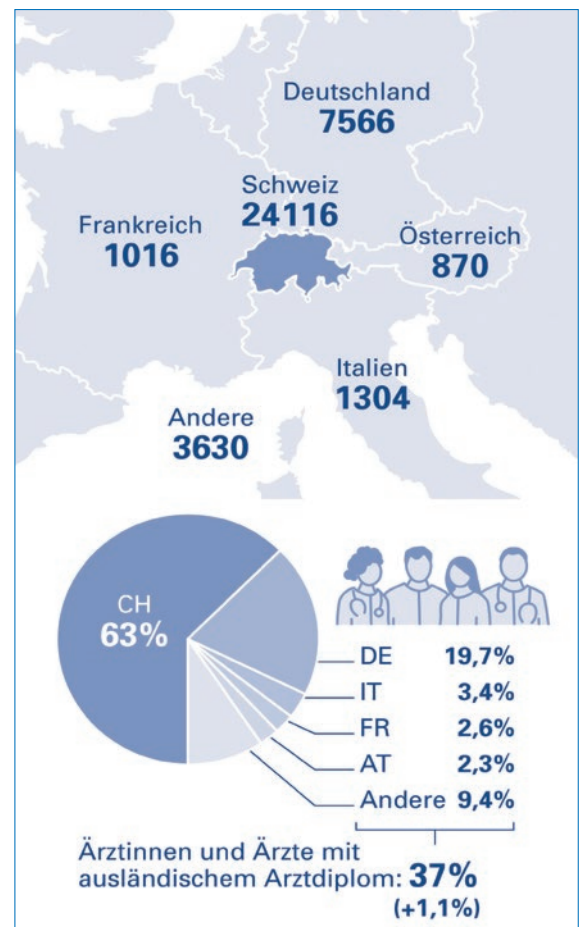 Deutschland
7566
Schweiz
24116
Frankreich
1016
Österreich
870
Italien
1304
Andere
3630
CH
63%
DE 19,7%
IT 3,4%
FR 2,6%
AT 2,3%
Andere 9,4%
Ärztinnen und Ärzte mit
ausländischem Arztdiplom: 37%
(+1,1%)